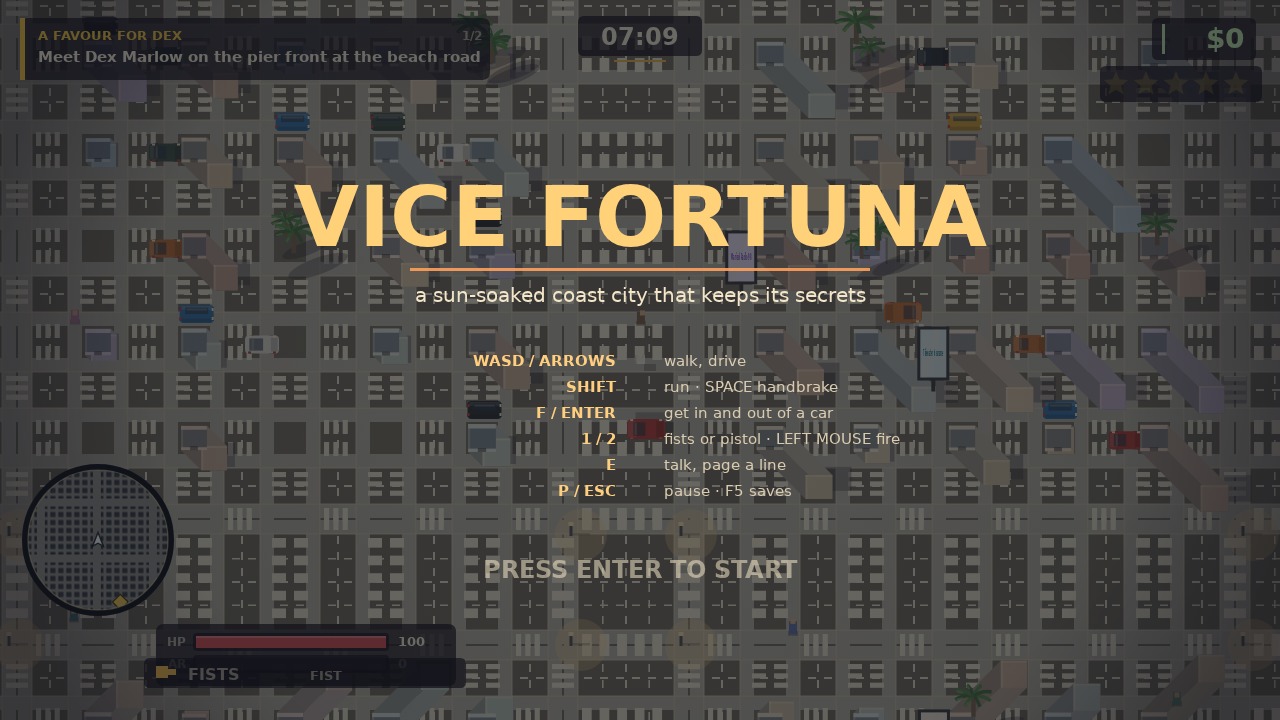 A FAVOUR FOR DEX 1/2
Meet Dex Marlow on the pier front at the beach road
07:09
$0
VICE FORTUNA
a sun-soaked coast city that keeps its secrets
WASD / ARROWS walk, drive
SHIFT run · SPACE handbrake
F / ENTER get in and out of a car
1 / 2 fists or pistol · LEFT MOUSE fire
E talk, page a line
P / ESC pause · F5 saves
PRESS ENTER TO START
HP 100
AR 0
FISTS FIST